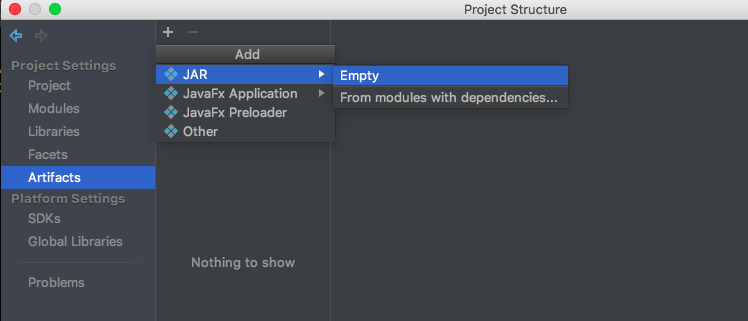 Project Structure
Project Settings
Project
Modules
Libraries
Facets
Artifacts
Platform Settings
SDKs
Global Libraries
Problems
Add
JAR
JavaFx Application
JavaFx Preloader
Other
Empty
From modules with dependencies...
Nothing to show